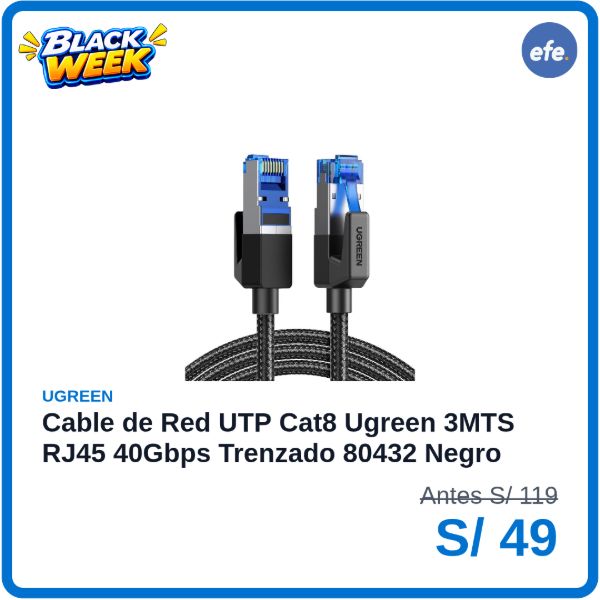 BLACK
WEEK
efe.
UGREEN
UGREEN
Cable de Red UTP Cat8 Ugreen 3MTS
RJ45 40Gbps Trenzado 80432 Negro
Antes S/ 119
S/ 49